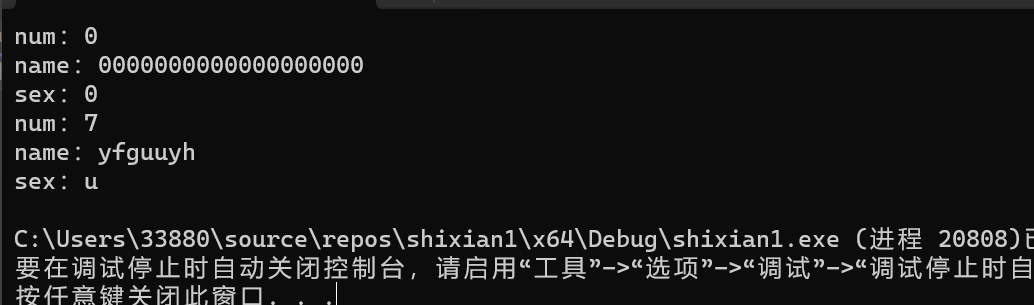 num: 0
name: 0000000000000000000
sex: 0
num: 7
name: yfguuyh
sex: u
C:\Users\33880\source\repos\shixian1\x64\Debug\shixian1.exe (进程 20808)已
要在调试停止时自动关闭控制台，请启用“工具”->“选项”->“调试”->“调试停止时自
按任意键关闭此窗口. . .